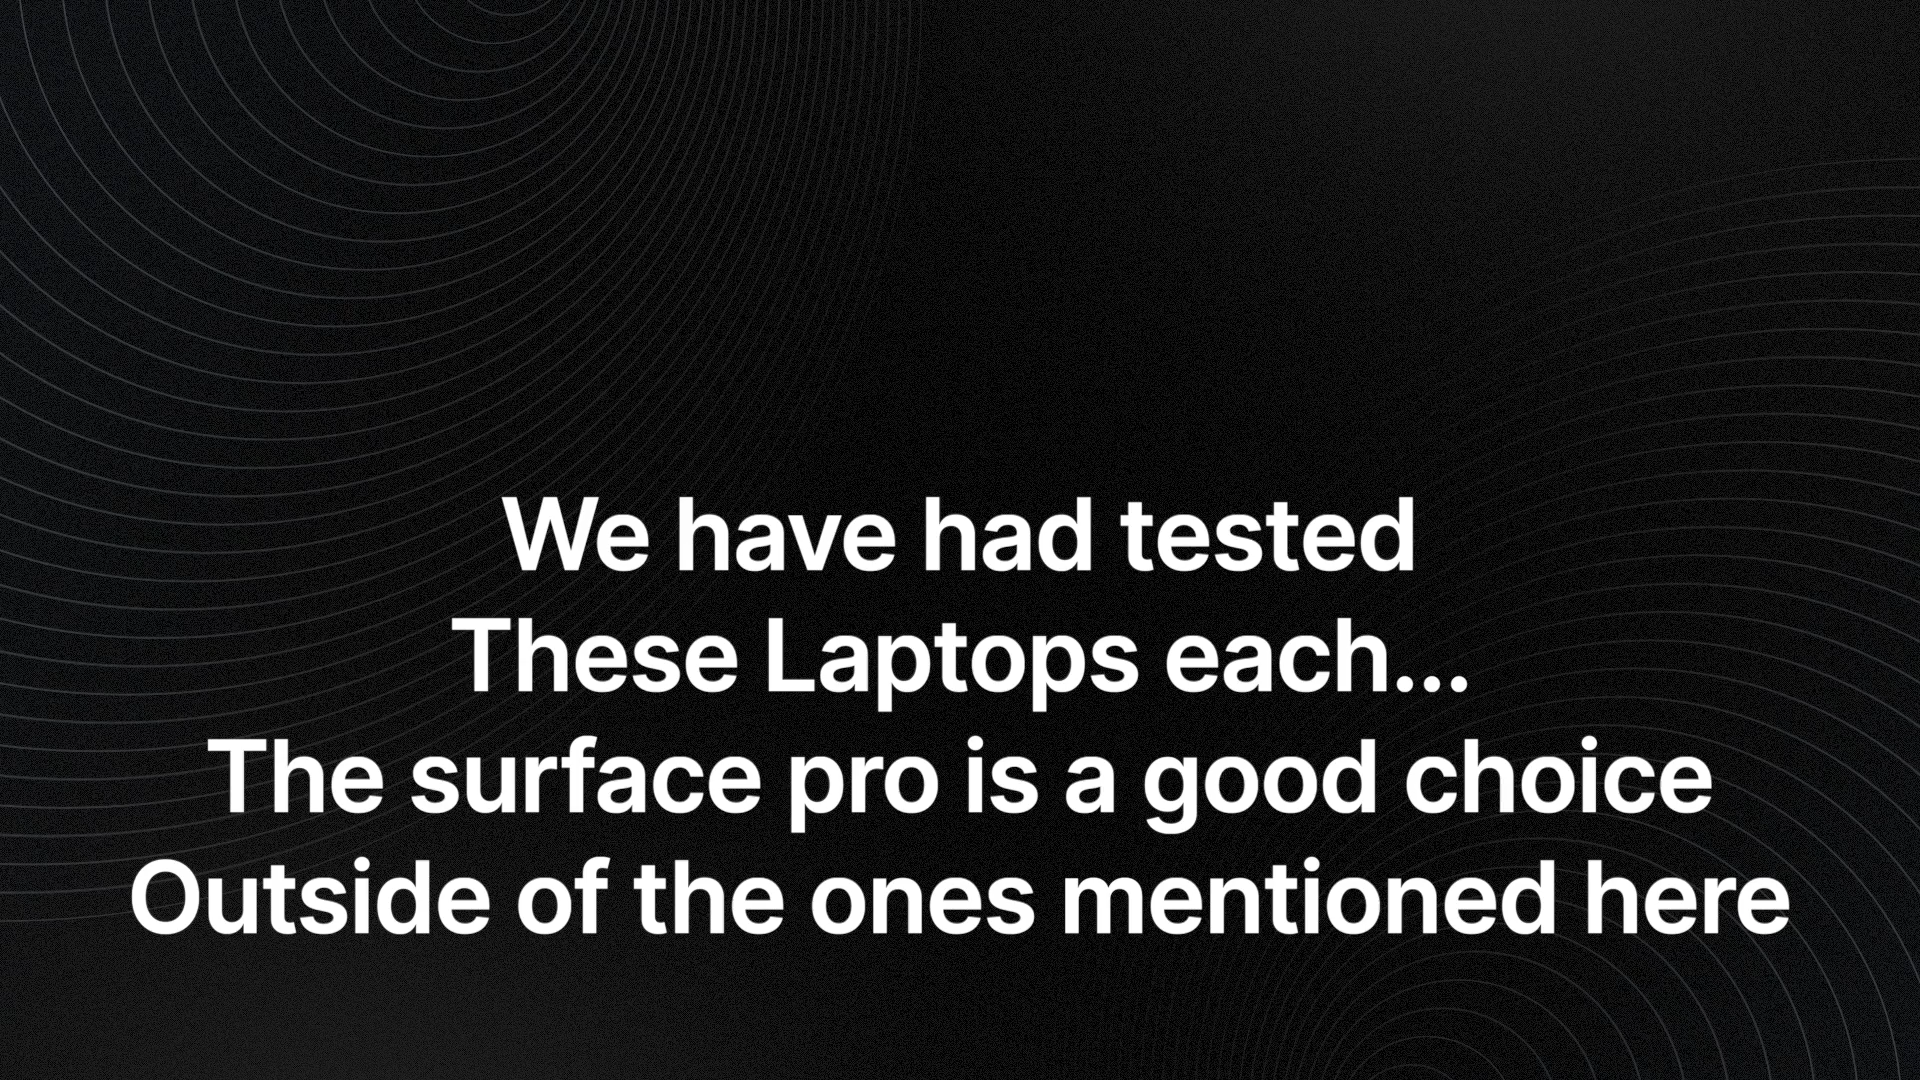 We have had tested
These Laptops each...
The surface pro is a good choice
Outside of the ones mentioned here